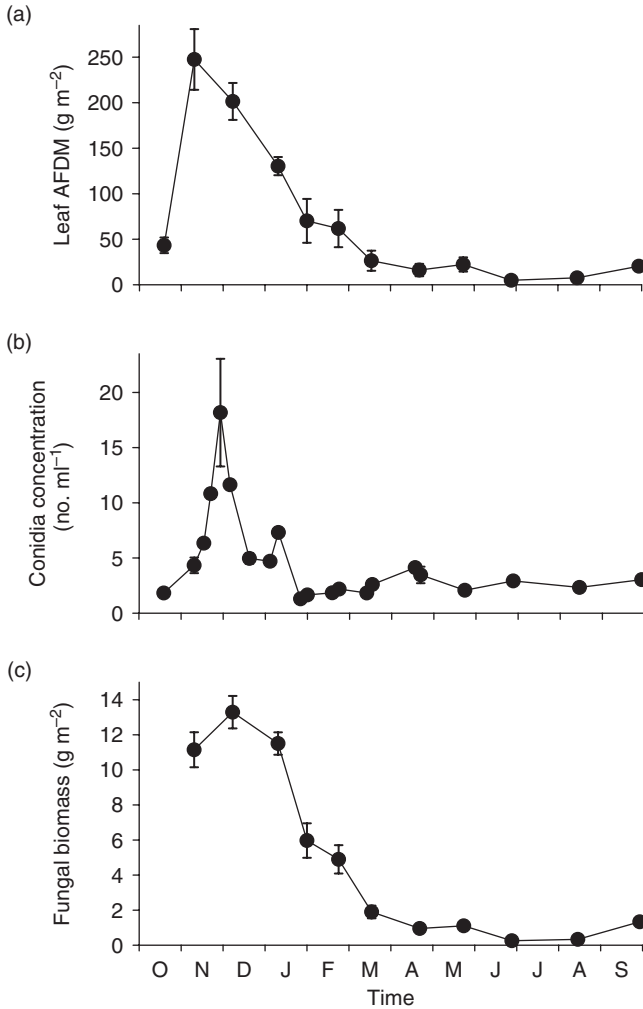 (a)
Leaf AFDM (g m⁻²)
250
200
150
100
50
0
(b)
Conidia concentration
(no. ml⁻¹)
20
15
10
5
0
(c)
Fungal biomass (g m⁻²)
14
12
10
8
6
4
2
0
O N D J F M A M J J A S
Time